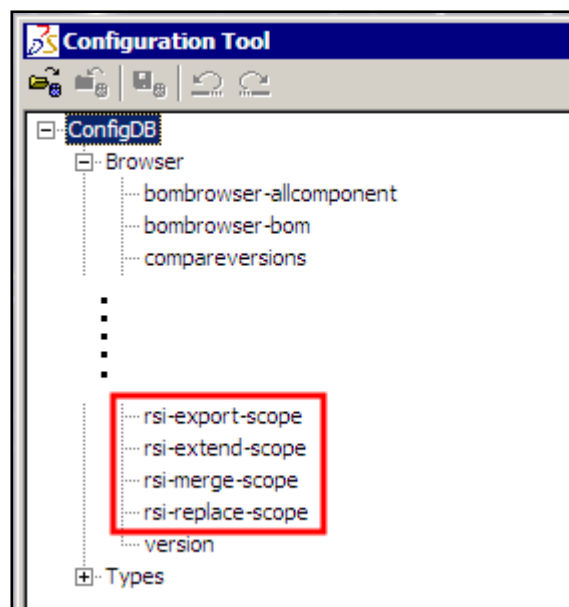 Configuration Tool
ConfigDB
Browser
bombrowser-allcomponent
bombrowser-bom
compareversions
rsi-export-scope
rsi-extend-scope
rsi-merge-scope
rsi-replace-scope
version
Types